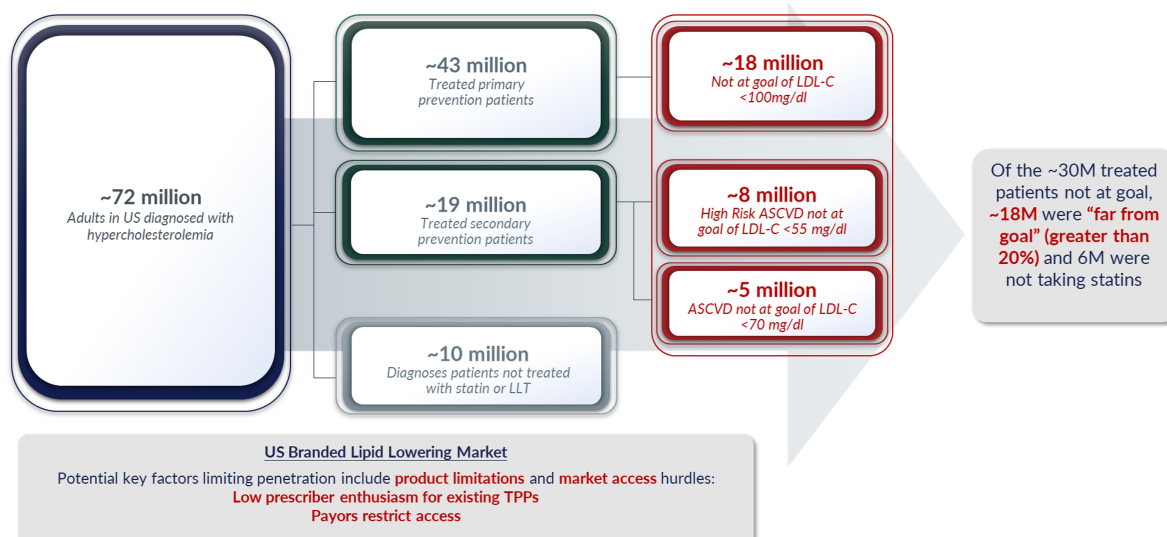 ~72 million
Adults in US diagnosed with
hypercholesterolemia
~43 million
Treated primary
prevention patients
~19 million
Treated secondary
prevention patients
~10 million
Diagnoses patients not treated
with statin or LLT
~18 million
Not at goal of LDL-C
<100mg/dl
~8 million
High Risk ASCVD not at
goal of LDL-C <55 mg/dl
~5 million
ASCVD not at goal of LDL-C
<70 mg/dl
Of the ~30M treated
patients not at goal,
~18M were “far from
goal” (greater than
20%) and 6M were
not taking statins
US Branded Lipid Lowering Market
Potential key factors limiting penetration include product limitations and market access hurdles:
Low prescriber enthusiasm for existing TPPs
Payors restrict access